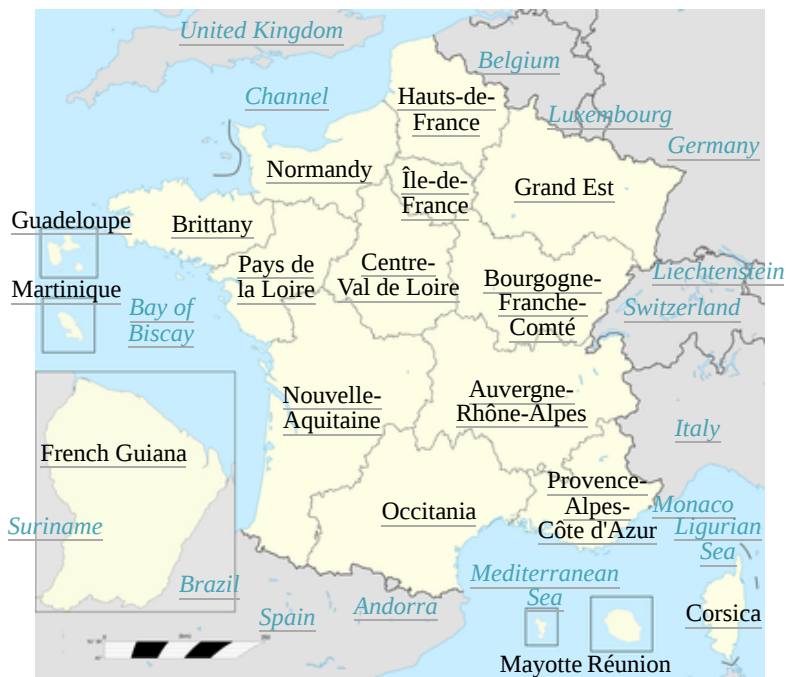 United Kingdom
Belgium
Channel
Hauts-de-
France
Luxembourg
Germany
Normandy
Île-de-
France
Grand Est
Guadeloupe
Brittany
Pays de
la Loire
Centre-
Val de Loire
Bourgogne-
Franche-
Comté
Liechtenstein
Switzerland
Martinique
Bay of
Biscay
Nouvelle-
Aquitaine
Auvergne-
Rhône-Alpes
Italy
French Guiana
Occitania
Provence-
Alpes-
Côte d'Azur
Monaco
Ligurian
Sea
Suriname
Brazil
Spain
Andorra
Mediterranean
Sea
Corsica
Mayotte
Réunion